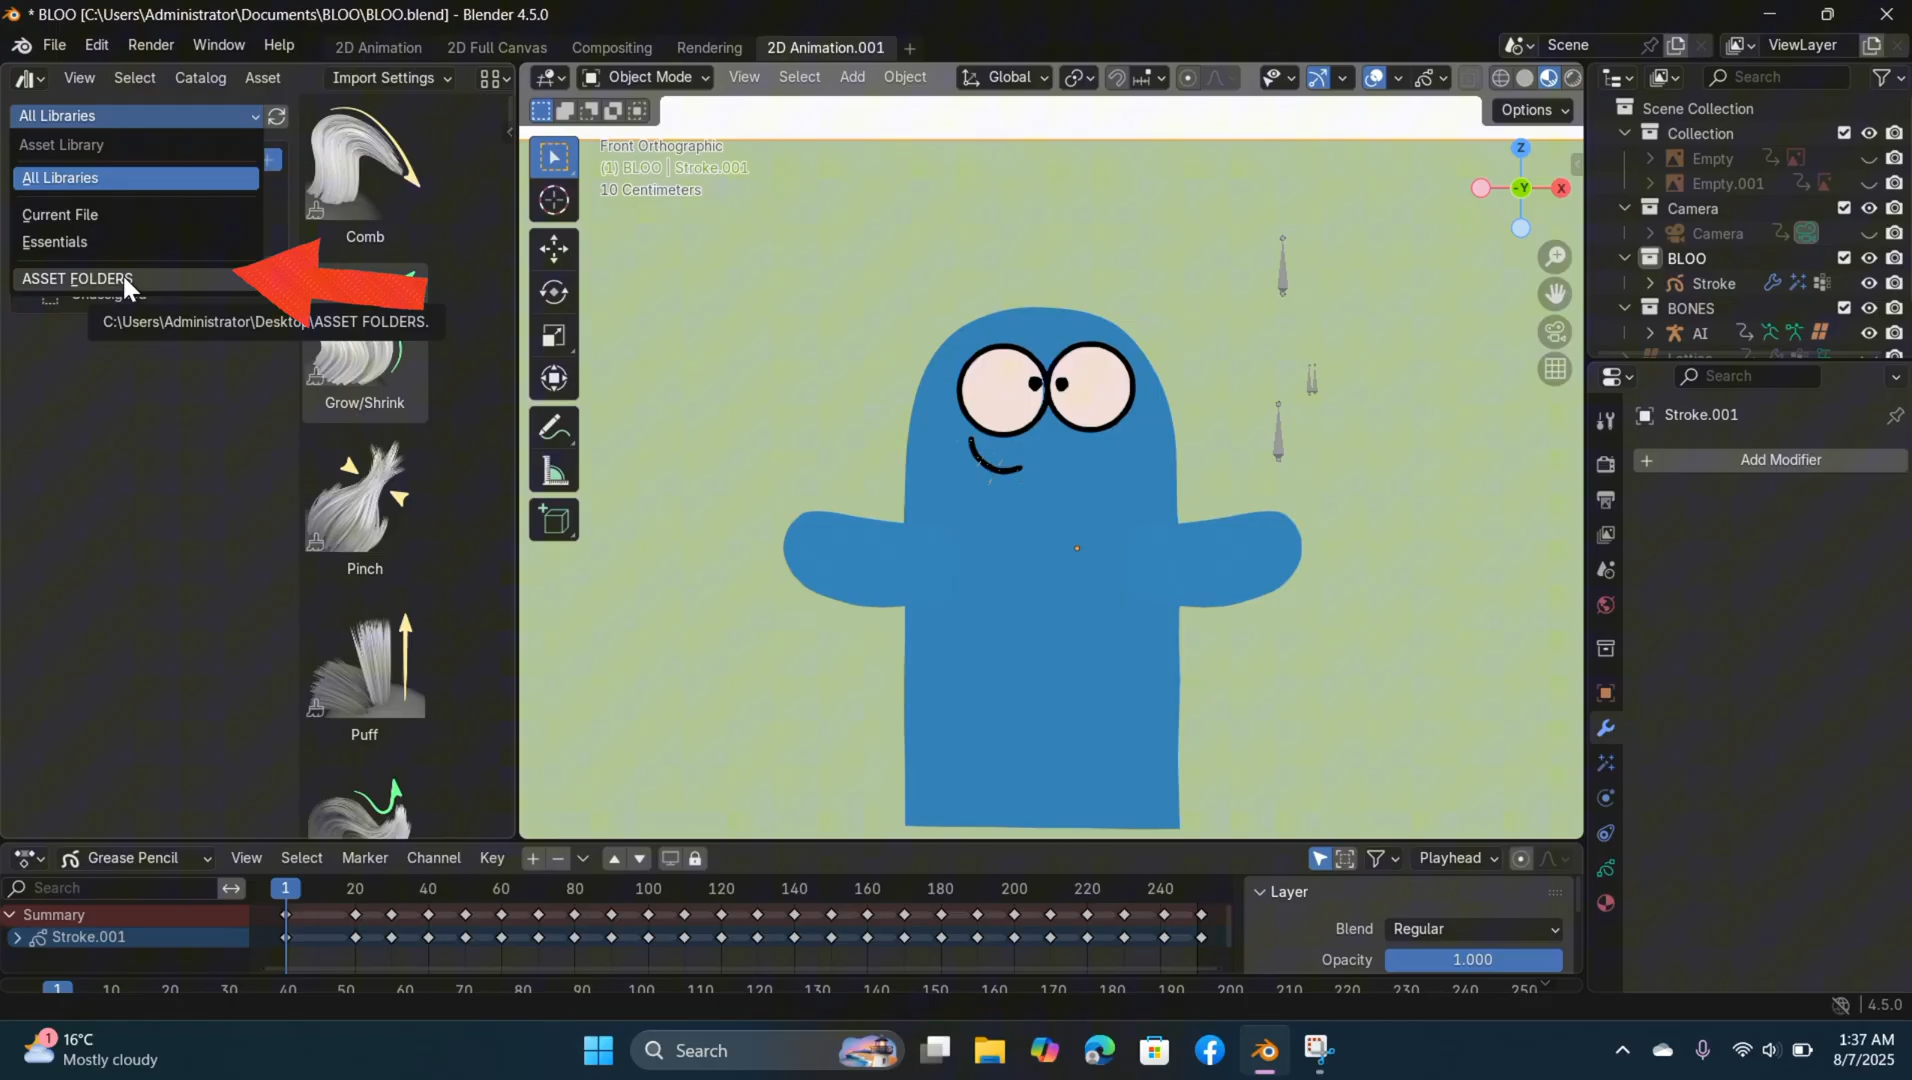 * BLOO [C:\Users\Administrator\Documents\BLOO\BLOO.blend] - Blender 4.5.0
File Edit Render Window Help 2D Animation 2D Full Canvas Compositing Rendering 2D Animation.001 Scene ViewLayer
View Select Catalog Asset Import Settings Object Mode View Select Add Object Global Search
All Libraries Options
Asset Library
All Libraries
Current File
Essentials
ASSET FOLDERS
C:\Users\Administrator\Desktop\ASSET FOLDERS.
Comb
Grow/Shrink
Pinch
Puff
Front Orthographic
(1) BLOO | Stroke.001
10 Centimeters
Z
-Y
X
Scene Collection
Collection
Empty
Empty.001
Camera
Camera
BLOO
Stroke
BONES
AI
Search
Stroke.001
Add Modifier
Grease Pencil View Select Marker Channel Key Playhead
Search 1 20 40 60 80 100 120 140 160 180 200 220 240
Summary
Stroke.001
Layer
Blend Regular
Opacity 1.000
1 10 20 30 40 50 60 70 80 90 100 110 120 130 140 150 160 170 180 190 200 210 220 230 240 250
4.5.0
1
16°C
Mostly cloudy
Search
1:37 AM
8/7/2025